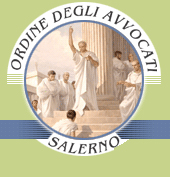 ORDINE DEGLI AVVOCATI
SALERNO